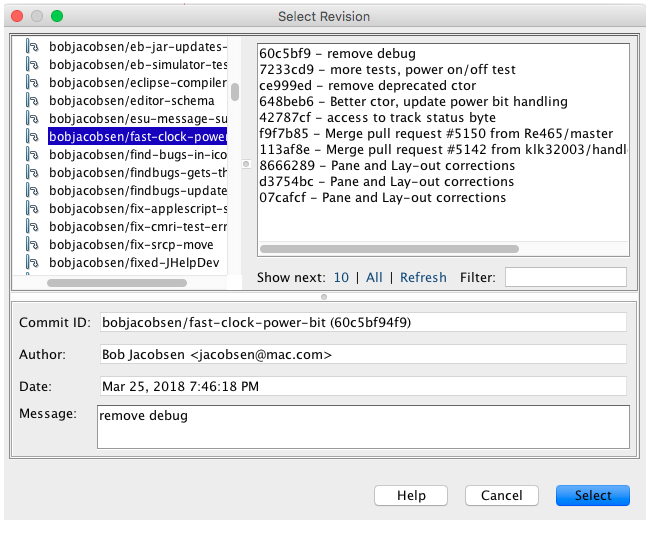 Select Revision
bobjacobsen/eb-jar-updates-
bobjacobsen/eb-simulator-tes
bobjacobsen/eclipse-compiler
bobjacobsen/editor-schema
bobjacobsen/esu-message-su
bobjacobsen/fast-clock-power
bobjacobsen/find-bugs-in-ico
bobjacobsen/findbugs-gets-th
bobjacobsen/findbugs-update
bobjacobsen/fix-applescript-s
bobjacobsen/fix-cmri-test-err
bobjacobsen/fix-srcp-move
bobjacobsen/fixed-JHelpDev
60c5bf9 – remove debug
7233cd9 – more tests, power on/off test
ce999ed – remove deprecated ctor
648beb6 – Better ctor, update power bit handling
42787cf – access to track status byte
f9f7b85 – Merge pull request #5150 from Re465/master
113af8e – Merge pull request #5142 from klk32003/handl
8666289 – Pane and Lay-out corrections
d3754bc – Pane and Lay-out corrections
07cafcf – Pane and Lay-out corrections
Show next: 10 | All | Refresh Filter:
Commit ID: bobjacobsen/fast-clock-power-bit (60c5bf94f9)
Author: Bob Jacobsen <jacobsen@mac.com>
Date: Mar 25, 2018 7:46:18 PM
Message: remove debug
Help Cancel Select